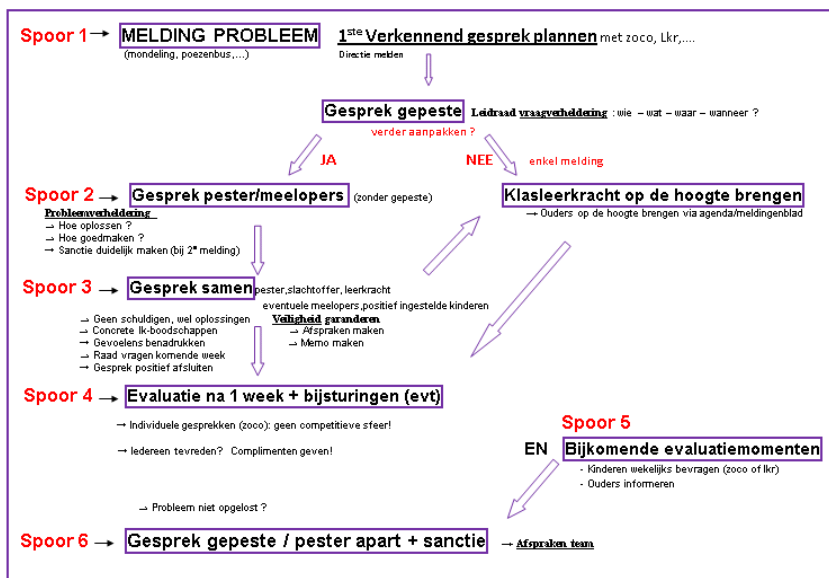 Spoor 1 → MELDING PROBLEEM 1ste Verkennend gesprek plannen met zoco, Lkr,....
(mondeling, poezenbus,...) Directie melden
Gesprek gepeste Leidraad vraagverheldering : wie – wat – waar – wanneer ?
verder aanpakken ?
JA NEE enkel melding
Spoor 2 → Gesprek pester/meelopers (zonder gepeste) Klasleerkracht op de hoogte brengen
Probleemverheldering → Ouders op de hoogte brengen via agenda/meldingenblad
→ Hoe oplossen ?
→ Hoe goedmaken ?
→ Sanctie duidelijk maken (bij 2e melding)
Spoor 3 → Gesprek samen pester,slachtoffer, leerkracht
eventuele meelopers,positief ingestelde kinderen
→ Geen schuldigen, wel oplossingen Veiligheid garanderen
→ Concrete Ik-boodschappen → Afspraken maken
→ Gevoelens benadrukken → Memo maken
→ Raad vragen komende week
→ Gesprek positief afsluiten
Spoor 4 → Evaluatie na 1 week + bijsturingen (evt)
→ Individuele gesprekken (zoco): geen competitieve sfeer!
Spoor 5
→ Iedereen tevreden? Complimenten geven!
EN Bijkomende evaluatiemomenten
- Kinderen wekelijks bevragen (zoco of lkr)
- Ouders informeren
→ Probleem niet opgelost ?
Spoor 6 → Gesprek gepeste / pester apart + sanctie → Afspraken team